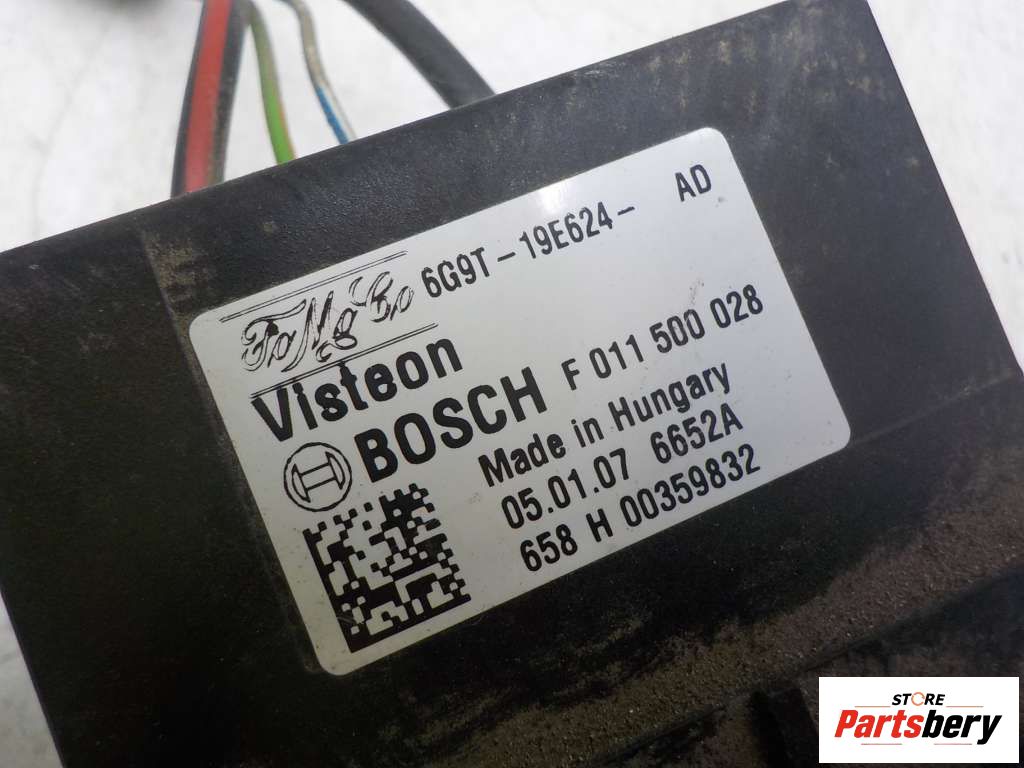 FoMoCo 6G9T-19E624- AD
Visteon
BOSCH F 011 500 028
Made in Hungary
05.01.07 6652A
658 H 00359832
STORE
Partsbery